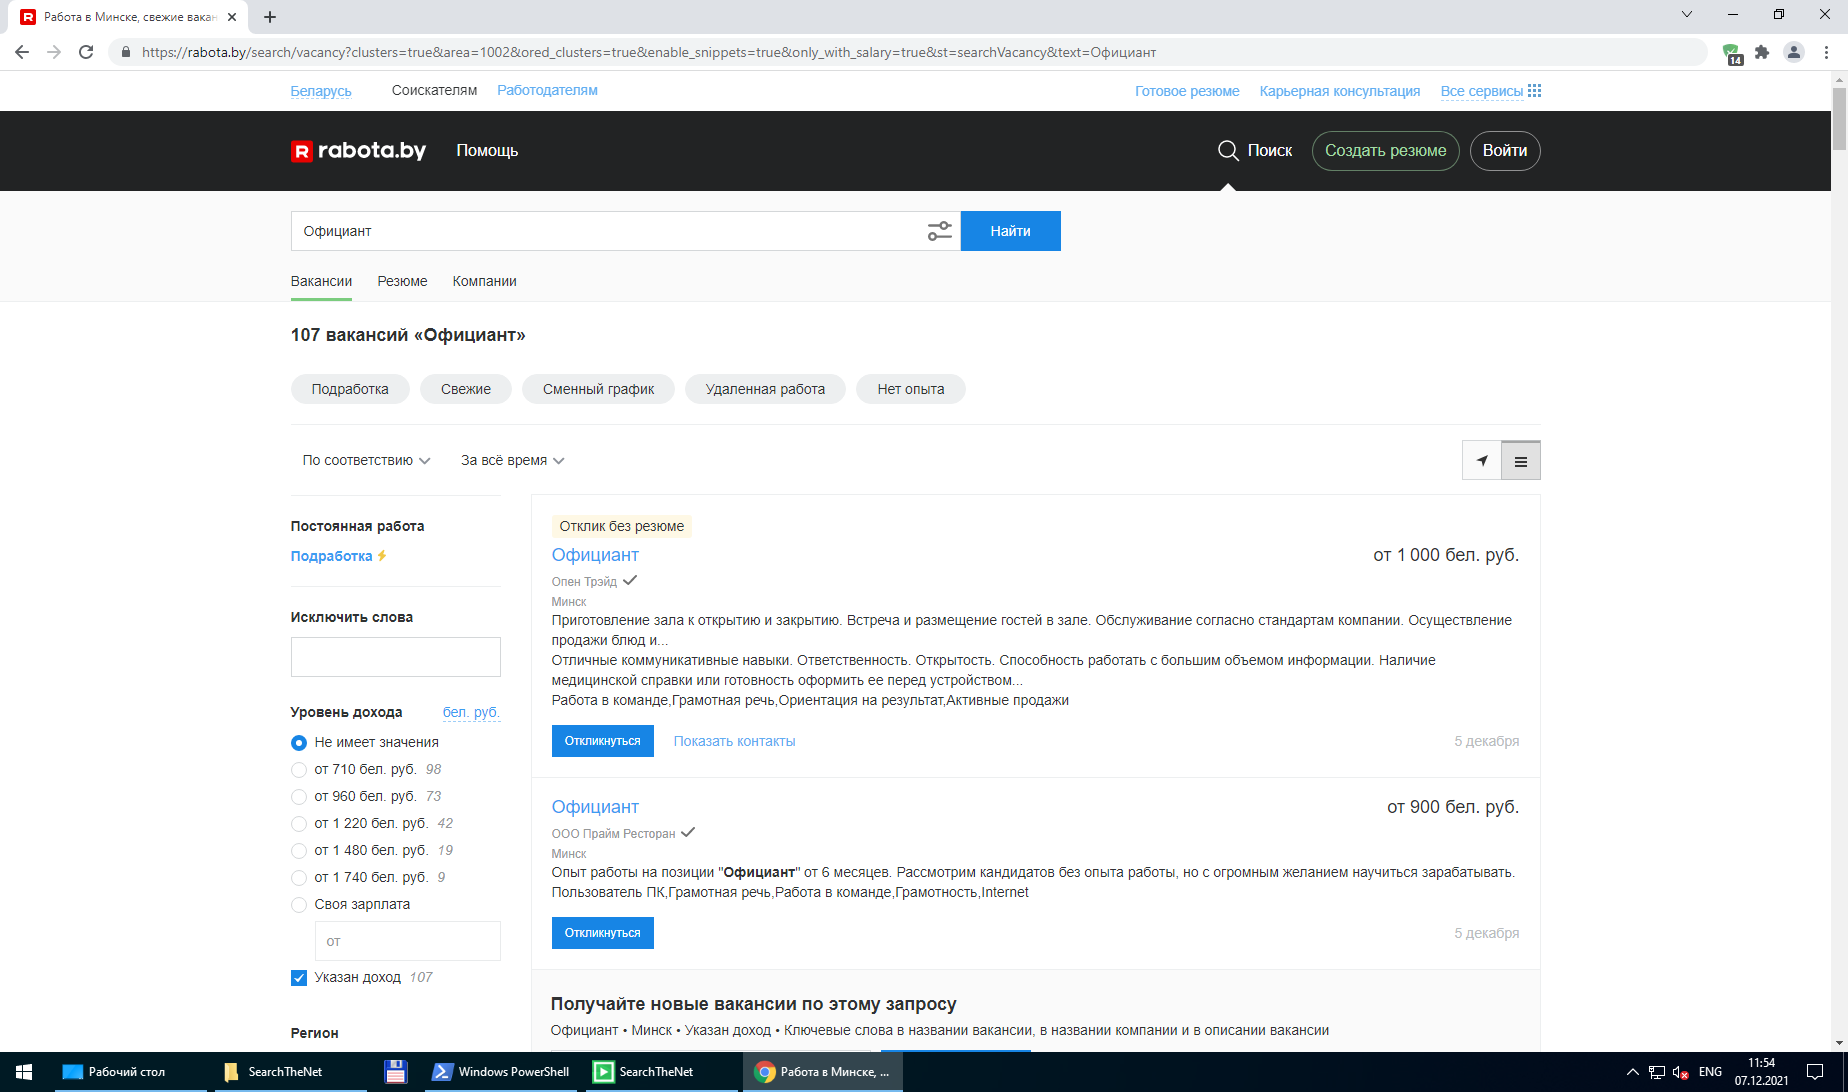 Работа в Минске, свежие вакан
https://rabota.by/search/vacancy?clusters=true&area=1002&ored_clusters=true&enable_snippets=true&only_with_salary=true&st=searchVacancy&text=Официант
14
Беларусь
Соискателям
Работодателям
Готовое резюме
Карьерная консультация
Все сервисы
R rabota.by
Помощь
Поиск
Создать резюме
Войти
Официант
Найти
Вакансии
Резюме
Компании
107 вакансий «Официант»
Подработка
Свежие
Сменный график
Удаленная работа
Нет опыта
По соответствию
За всё время
Постоянная работа
Подработка
Исключить слова
Уровень дохода
бел. руб.
Не имеет значения
от 710 бел. руб. 98
от 960 бел. руб. 73
от 1 220 бел. руб. 42
от 1 480 бел. руб. 19
от 1 740 бел. руб. 9
Своя зарплата
от
Указан доход 107
Регион
Отклик без резюме
Официант
от 1 000 бел. руб.
Опен Трэйд
Минск
Приготовление зала к открытию и закрытию. Встреча и размещение гостей в зале. Обслуживание согласно стандартам компании. Осуществление
продажи блюд и...
Отличные коммуникативные навыки. Ответственность. Открытость. Способность работать с большим объемом информации. Наличие
медицинской справки или готовность оформить ее перед устройством...
Работа в команде,Грамотная речь,Ориентация на результат,Активные продажи
Откликнуться
Показать контакты
5 декабря
Официант
от 900 бел. руб.
ООО Прайм Ресторан
Минск
Опыт работы на позиции "Официант" от 6 месяцев. Рассмотрим кандидатов без опыта работы, но с огромным желанием научиться зарабатывать.
Пользователь ПК,Грамотная речь,Работа в команде,Грамотность,Internet
Откликнуться
5 декабря
Получайте новые вакансии по этому запросу
Официант • Минск • Указан доход • Ключевые слова в названии вакансии, в названии компании и в описании вакансии
Рабочий стол
SearchTheNet
Windows PowerShell
SearchTheNet
Работа в Минске, ...
ENG
11:54
07.12.2021